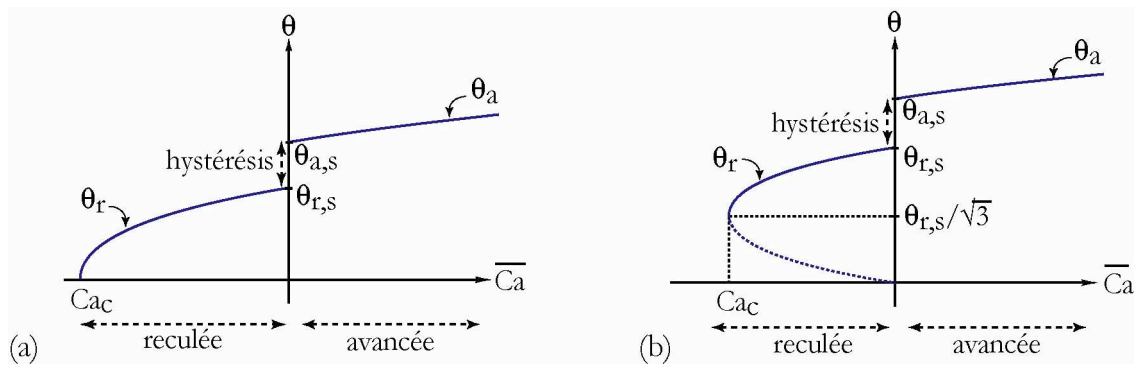 θ
θa
hystérésis
θa,s
θr
θr,s
Cac
Ca
reculée
avancée
(a)
θ
θa
hystérésis
θa,s
θr
θr,s
θr,s/√3
Cac
Ca
reculée
avancée
(b)